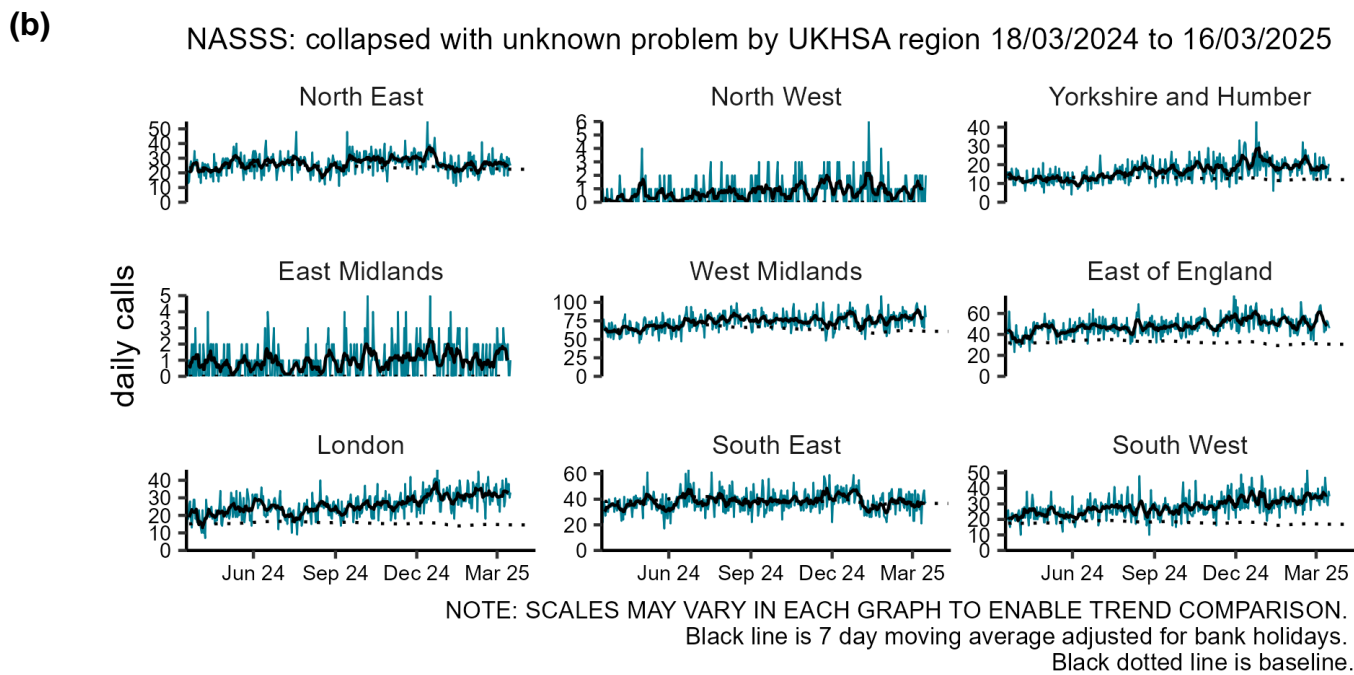 (b)
NASSS: collapsed with unknown problem by UKHSA region 18/03/2024 to 16/03/2025
daily calls
North East
50
40
30
20
10
0
North West
6
5
4
3
2
1
0
Yorkshire and Humber
40
30
20
10
0
East Midlands
5
4
3
2
1
0
West Midlands
100
75
50
25
0
East of England
60
40
20
0
London
40
30
20
10
0
South East
60
40
20
0
South West
50
40
30
20
10
0
Jun 24 Sep 24 Dec 24 Mar 25
Jun 24 Sep 24 Dec 24 Mar 25
Jun 24 Sep 24 Dec 24 Mar 25
NOTE: SCALES MAY VARY IN EACH GRAPH TO ENABLE TREND COMPARISON.
Black line is 7 day moving average adjusted for bank holidays.
Black dotted line is baseline.